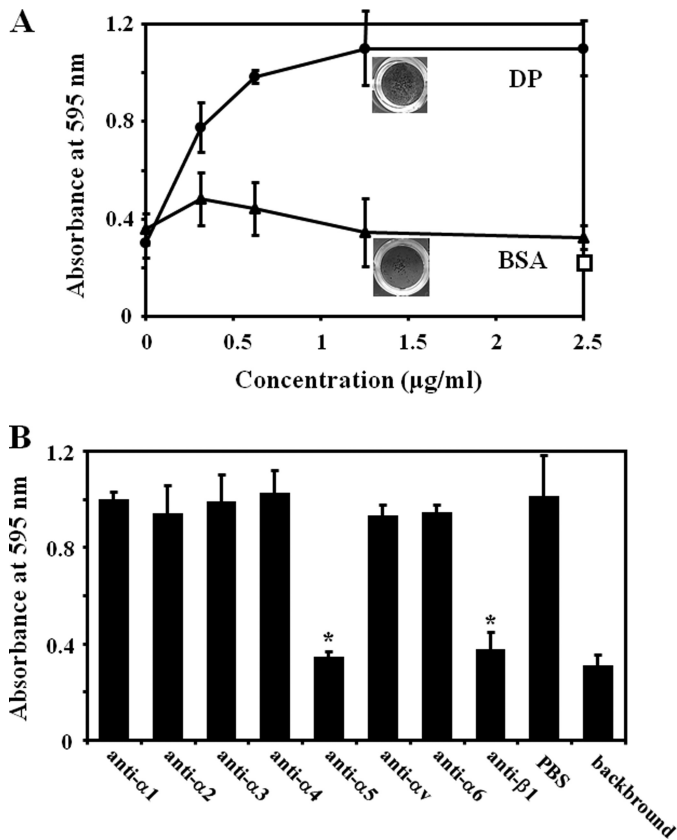 A
Absorbance at 595 nm
1.2
0.8
0.4
0
DP
BSA
0 0.5 1 1.5 2 2.5
Concentration (µg/ml)
B
Absorbance at 595 nm
1.2
0.8
0.4
0
* *
anti-α1 anti-α2 anti-α3 anti-α4 anti-α5 anti-αv anti-α6 anti-β1 PBS backbround